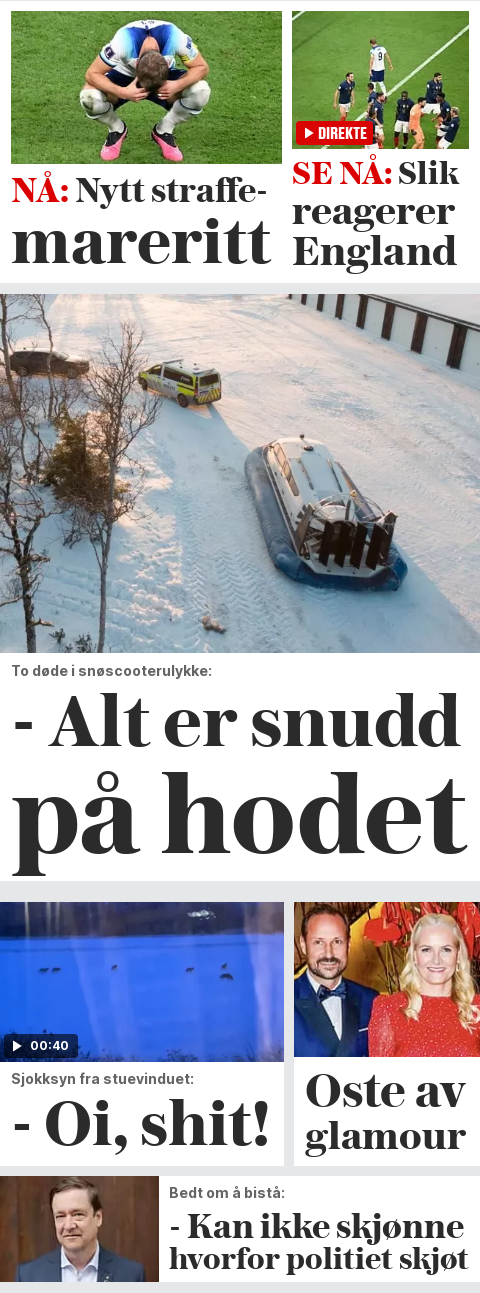 NÅ: Nytt straffe-
mareritt
9
DIREKTE
SE NÅ: Slik
reagerer
England
To døde i snøscooterulykke:
- Alt er snudd
på hodet
00:40
Sjokksyn fra stuevinduet:
- Oi, shit!
Oste av
glamour
Bedt om å bistå:
- Kan ikke skjønne
hvorfor politiet skjøt